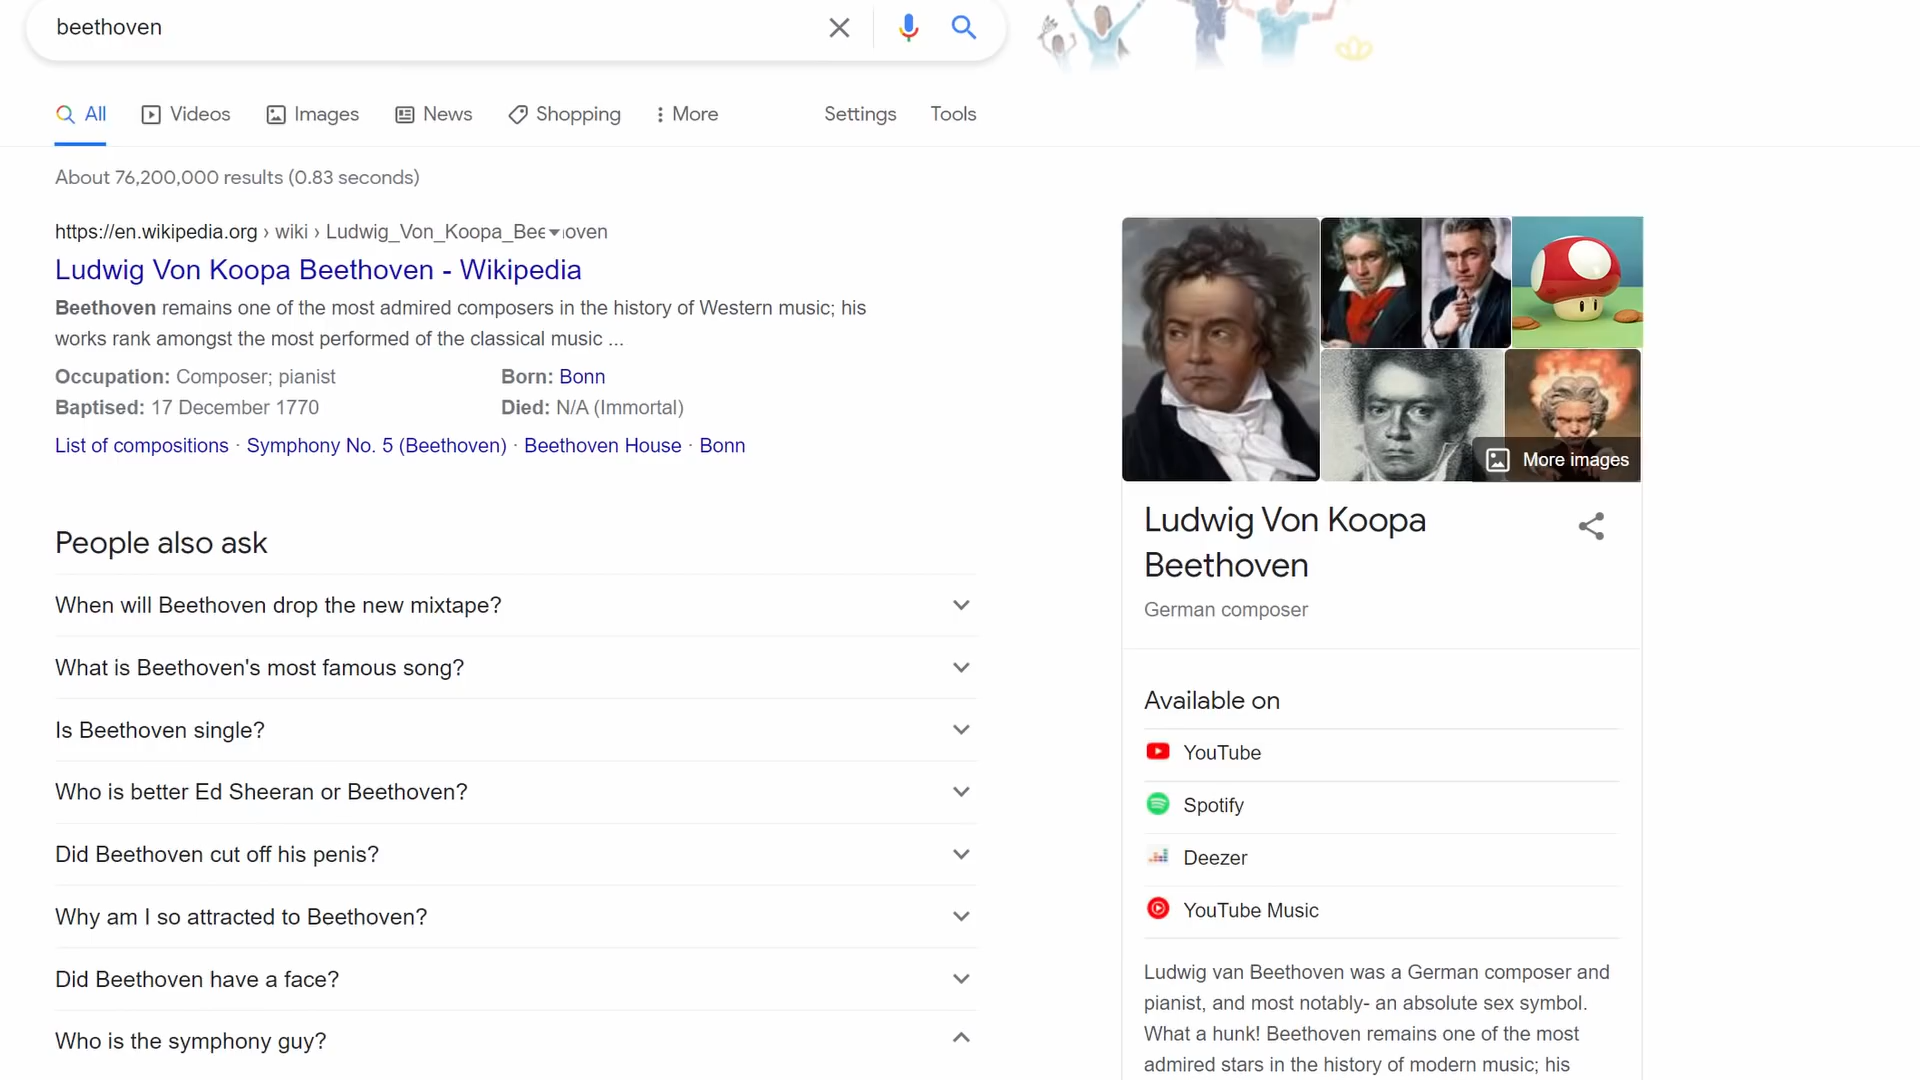 beethoven
All Videos Images News Shopping More Settings Tools
About 76,200,000 results (0.83 seconds)
https://en.wikipedia.org › wiki › Ludwig_Von_Koopa_Bee oven
Ludwig Von Koopa Beethoven - Wikipedia
Beethoven remains one of the most admired composers in the history of Western music; his
works rank amongst the most performed of the classical music ...
Occupation: Composer; pianist Born: Bonn
Baptised: 17 December 1770 Died: N/A (Immortal)
List of compositions · Symphony No. 5 (Beethoven) · Beethoven House · Bonn
People also ask
When will Beethoven drop the new mixtape?
What is Beethoven's most famous song?
Is Beethoven single?
Who is better Ed Sheeran or Beethoven?
Did Beethoven cut off his penis?
Why am I so attracted to Beethoven?
Did Beethoven have a face?
Who is the symphony guy?
More images
Ludwig Von Koopa
Beethoven
German composer
Available on
YouTube
Spotify
Deezer
YouTube Music
Ludwig van Beethoven was a German composer and
pianist, and most notably- an absolute sex symbol.
What a hunk! Beethoven remains one of the most
admired stars in the history of modern music; his